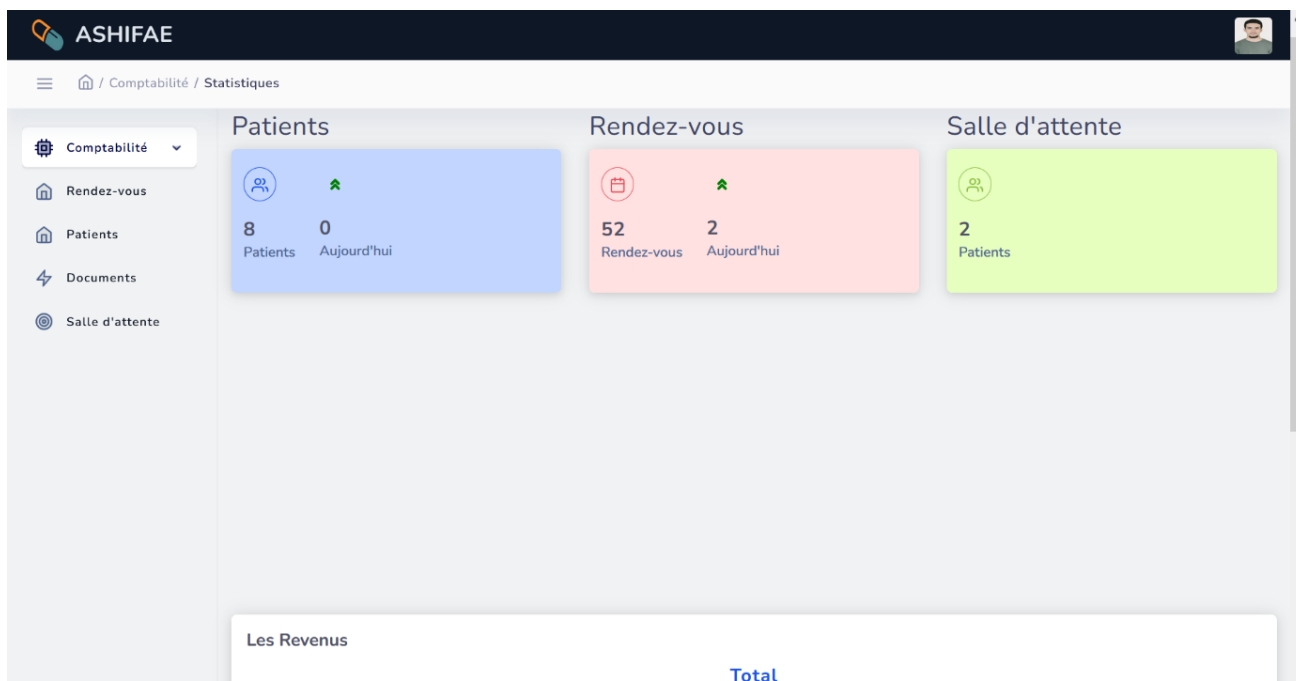 ASHIFAE
/ Comptabilité / Statistiques
Comptabilité
Rendez-vous
Patients
Documents
Salle d'attente
Patients
8
0
Patients
Aujourd'hui
Rendez-vous
52
2
Rendez-vous
Aujourd'hui
Salle d'attente
2
Patients
Les Revenus
Total